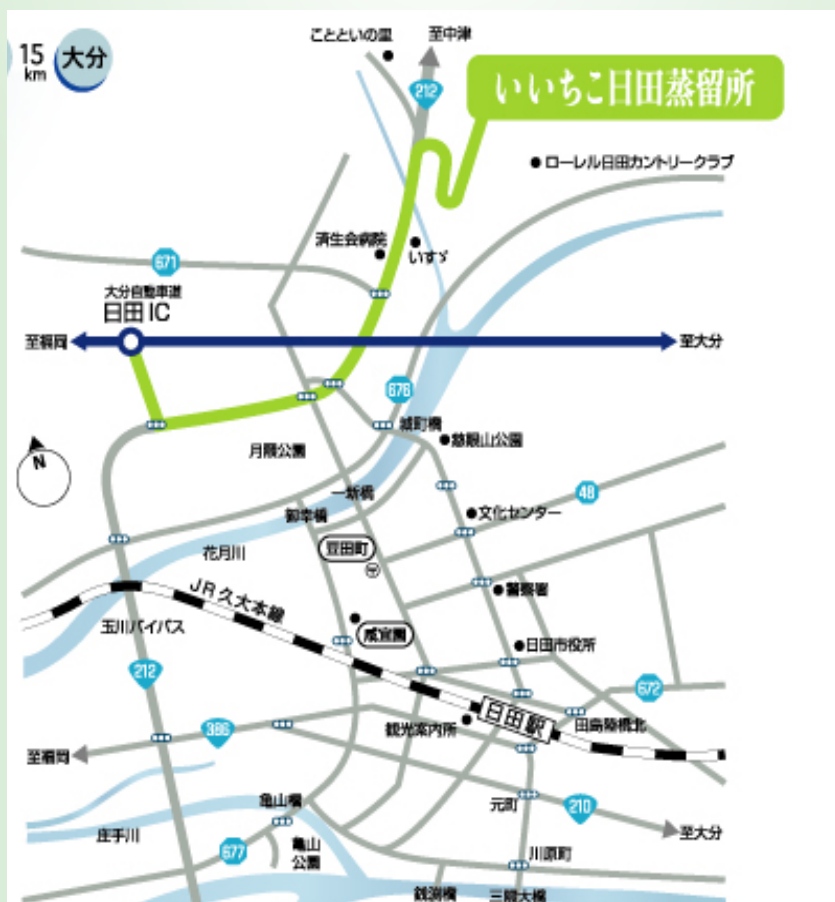 15
km
大分
ことといの里
至中津
212
いいちこ日田蒸留所
ローレル日田カントリークラブ
済生会病院
いすゞ
671
大分自動車道
日田IC
至福岡
至大分
676
城町橋
慈眼山公園
月隈公園
N
一新橋
48
御幸橋
文化センター
豆田町
花月川
〒
警察署
JR久大本線
玉川バイパス
咸宜園
日田市役所
212
672
日田駅
観光案内所
田島陸橋北
386
至福岡
亀山橋
元町
210
庄手川
至大分
677
亀山
公園
川原町
銭渕橋
三隈大橋